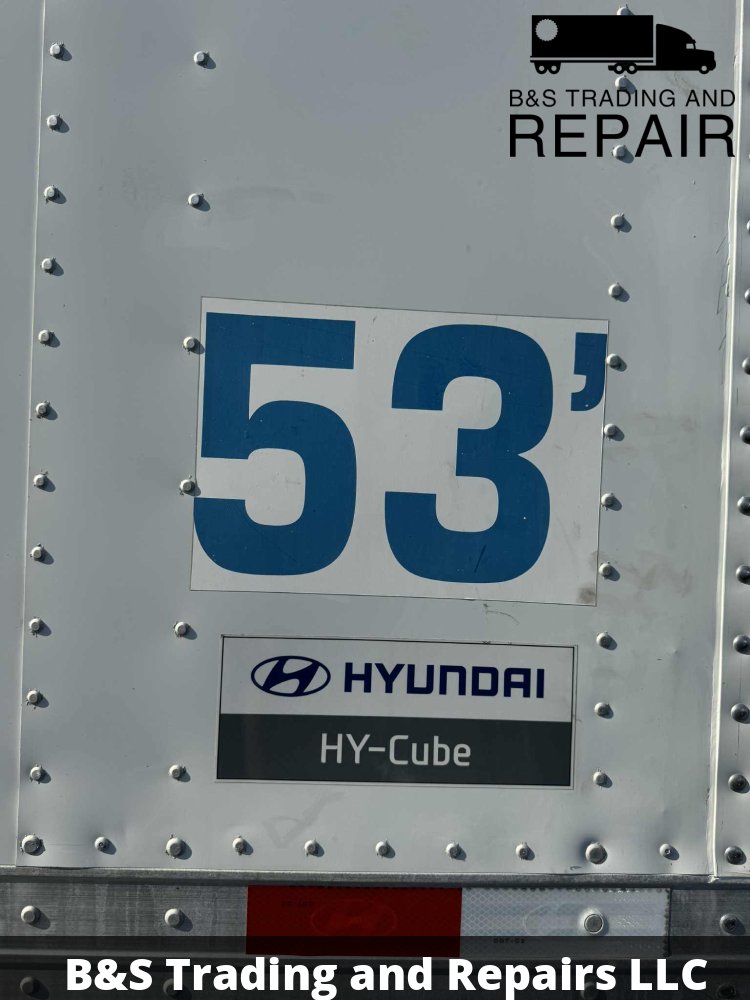 B&S TRADING AND
REPAIR
53’
HYUNDAI
HY-Cube
B&S Trading and Repairs LLC